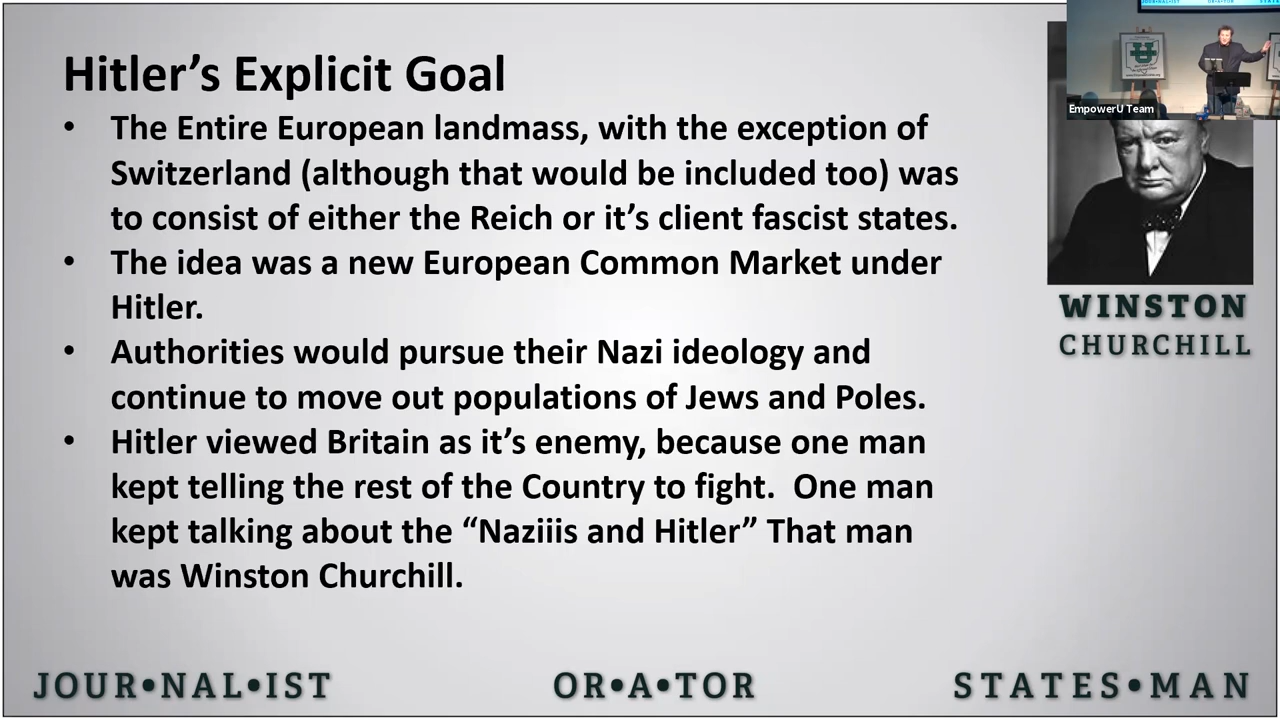 Hitler's Explicit Goal
• The Entire European landmass, with the exception of
Switzerland (although that would be included too) was
to consist of either the Reich or it's client fascist states.
• The idea was a new European Common Market under
Hitler.
• Authorities would pursue their Nazi ideology and
continue to move out populations of Jews and Poles.
• Hitler viewed Britain as it's enemy, because one man
kept telling the rest of the Country to fight.  One man
kept talking about the “Naziiis and Hitler” That man
was Winston Churchill.
JOUR•NAL•IST
OR•A•TOR
EmpowerU Team
WINSTON
CHURCHILL
JOUR•NAL•IST
OR•A•TOR
STATES•MAN